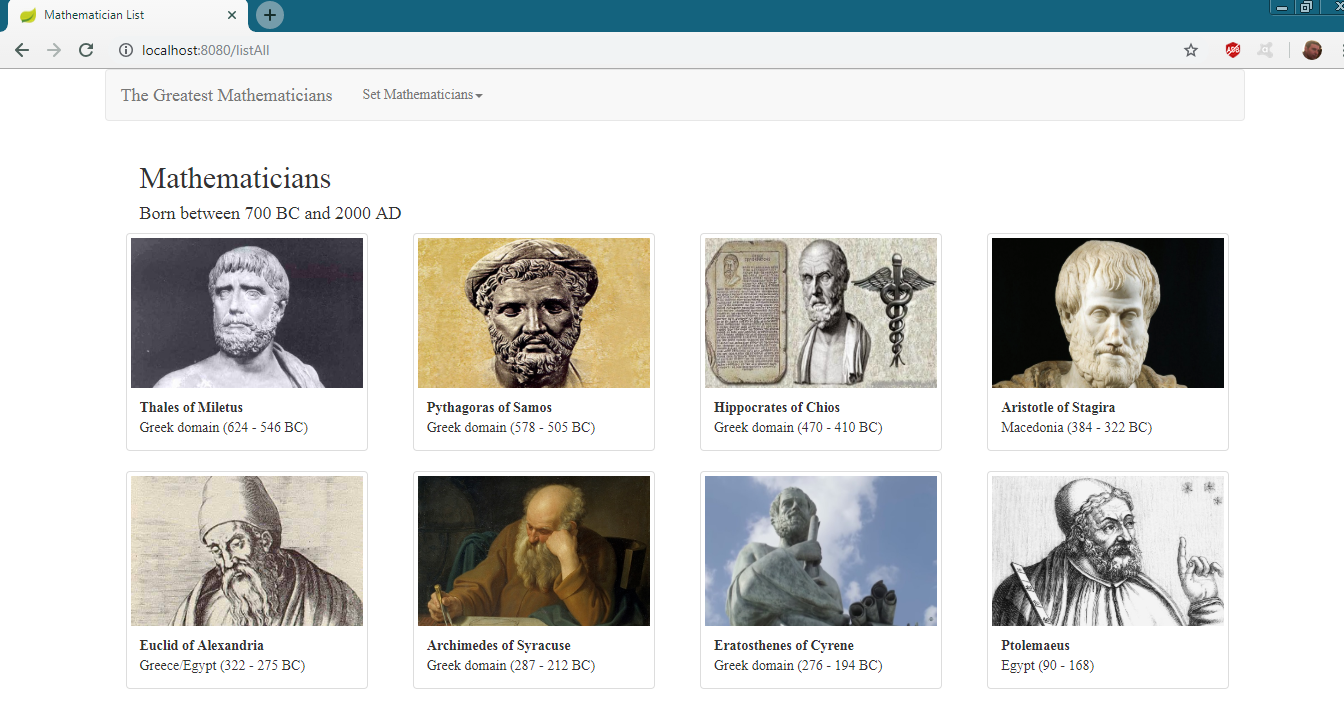 Mathematician List
localhost:8080/listAll
ABP
The Greatest Mathematicians
Set Mathematicians
Mathematicians
Born between 700 BC and 2000 AD
Thales of Miletus
Greek domain (624 - 546 BC)
Pythagoras of Samos
Greek domain (578 - 505 BC)
Hippocrates of Chios
Greek domain (470 - 410 BC)
Aristotle of Stagira
Macedonia (384 - 322 BC)
Euclid of Alexandria
Greece/Egypt (322 - 275 BC)
Archimedes of Syracuse
Greek domain (287 - 212 BC)
Eratosthenes of Cyrene
Greek domain (276 - 194 BC)
Ptolemaeus
Egypt (90 - 168)